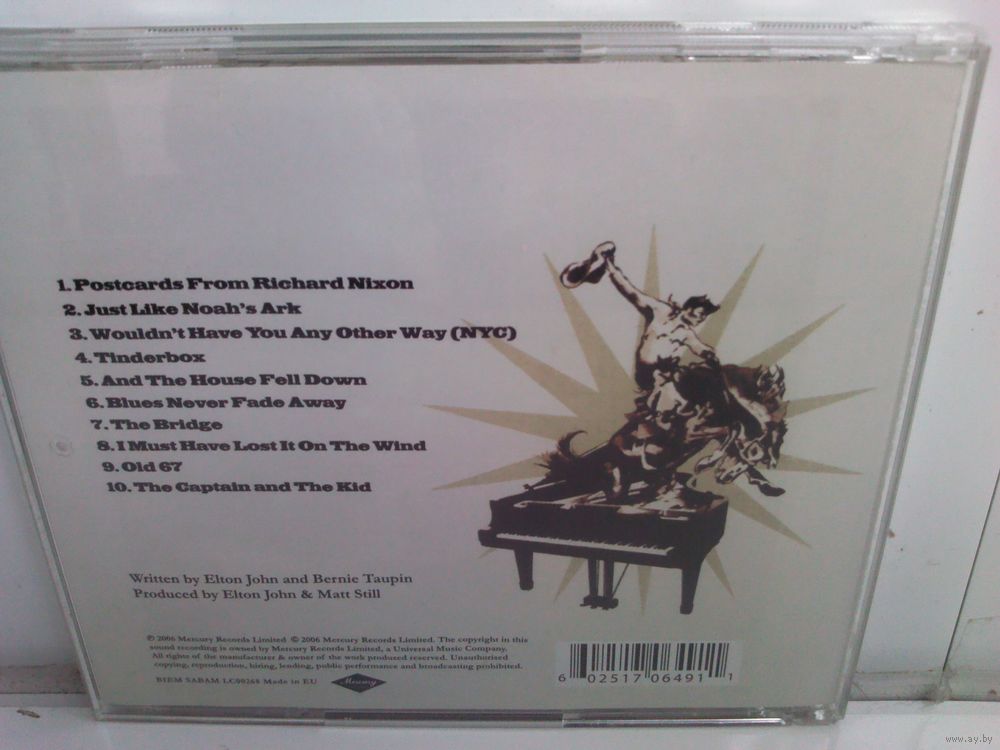 1. Postcards From Richard Nixon
2. Just Like Noah's Ark
3. Wouldn't Have You Any Other Way (NYC)
4. Tinderbox
5. And The House Fell Down
6. Blues Never Fade Away
7. The Bridge
8. I Must Have Lost It On The Wind
9. Old 67
10. The Captain and The Kid
Written by Elton John and Bernie Taupin
Produced by Elton John & Matt Still
℗ 2006 Mercury Records Limited © 2006 Mercury Records Limited. The copyright in this
sound recording is owned by Mercury Records Limited, a Universal Music Company.
All rights of the manufacturer & owner of the work produced reserved. Unauthorised
copying, reproduction, hiring, lending, public performance and broadcasting prohibited.
BIEM SABAM LC00268 Made in EU
Mercury
6 02517 06491 1
www.ay.by